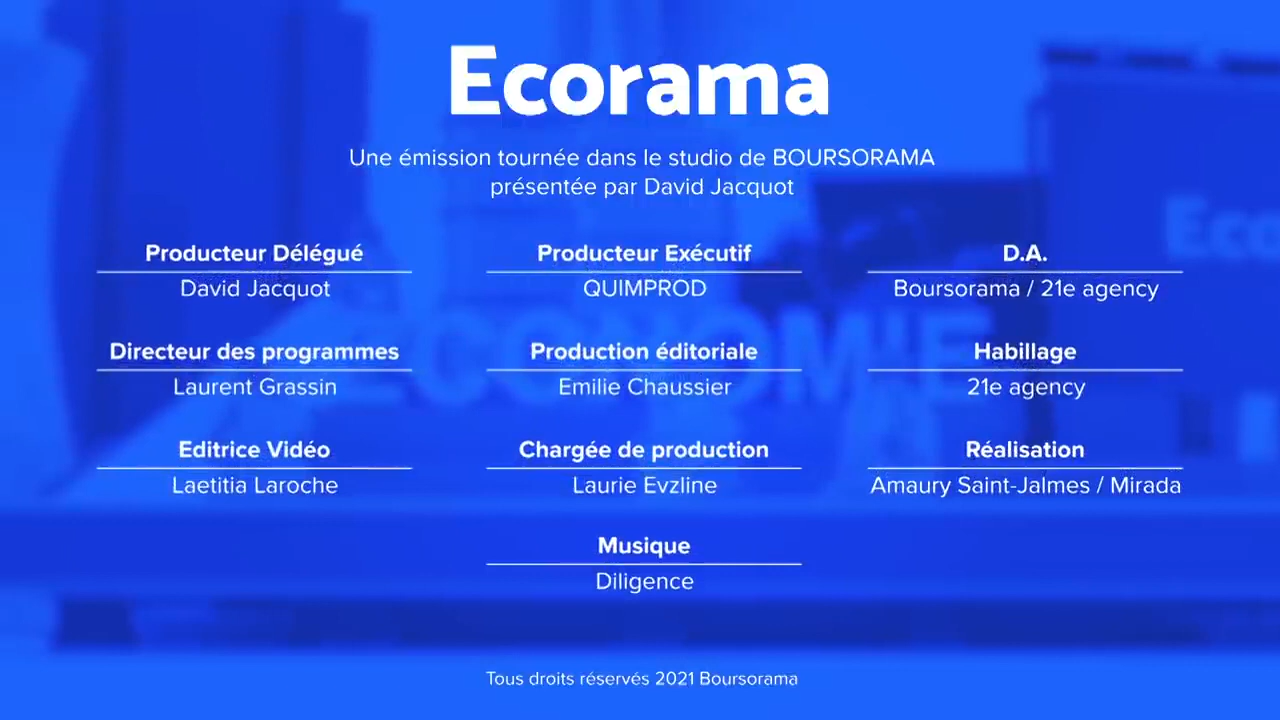 Ecorama
Une émission tournée dans le studio de BOURSORAMA
présentée par David Jacquot
Producteur Délégué
David Jacquot
Producteur Exécutif
QUIMPROD
D.A.
Boursorama / 21e agency
Directeur des programmes
Laurent Grassin
Production éditoriale
Emilie Chaussier
Habillage
21e agency
Editrice Vidéo
Laetitia Laroche
Chargée de production
Laurie Evzline
Réalisation
Amaury Saint-Jalmes / Mirada
Musique
Diligence
Tous droits réservés 2021 Boursorama
ECONOMIE
Eco